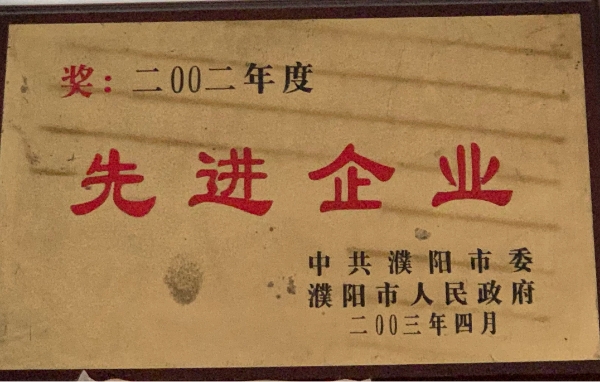 奖：二00二年度
先进企业
中共濮阳市委
濮阳市人民政府
二00三年四月